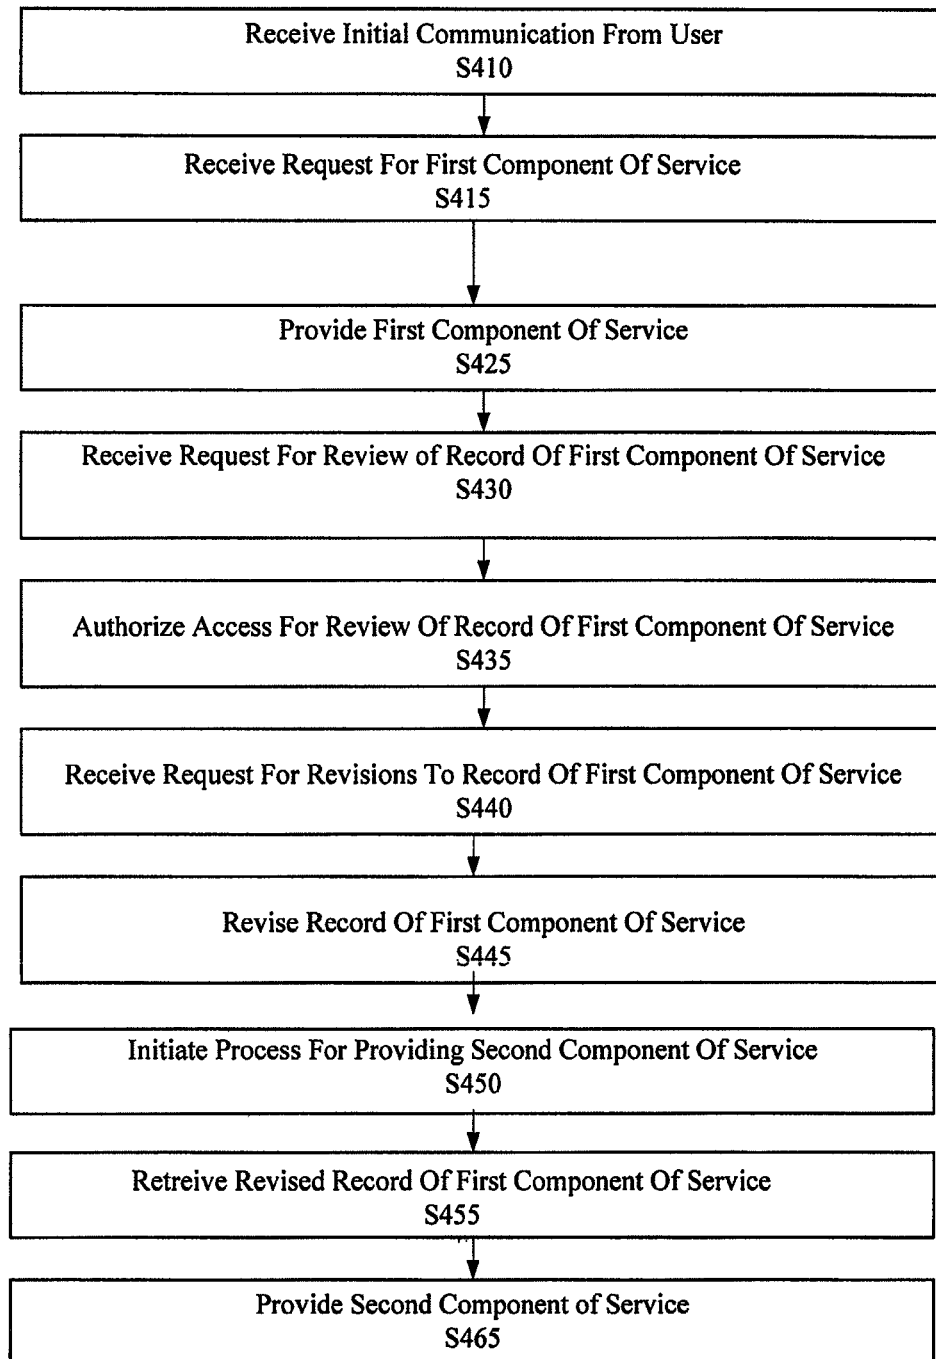 Receive Initial Communication From User
S410
Receive Request For First Component Of Service
S415
Provide First Component Of Service
S425
Receive Request For Review of Record Of First Component Of Service
S430
Authorize Access For Review Of Record Of First Component Of Service
S435
Receive Request For Revisions To Record Of First Component Of Service
S440
Revise Record Of First Component Of Service
S445
Initiate Process For Providing Second Component Of Service
S450
Retreive Revised Record Of First Component Of Service
S455
Provide Second Component of Service
S465